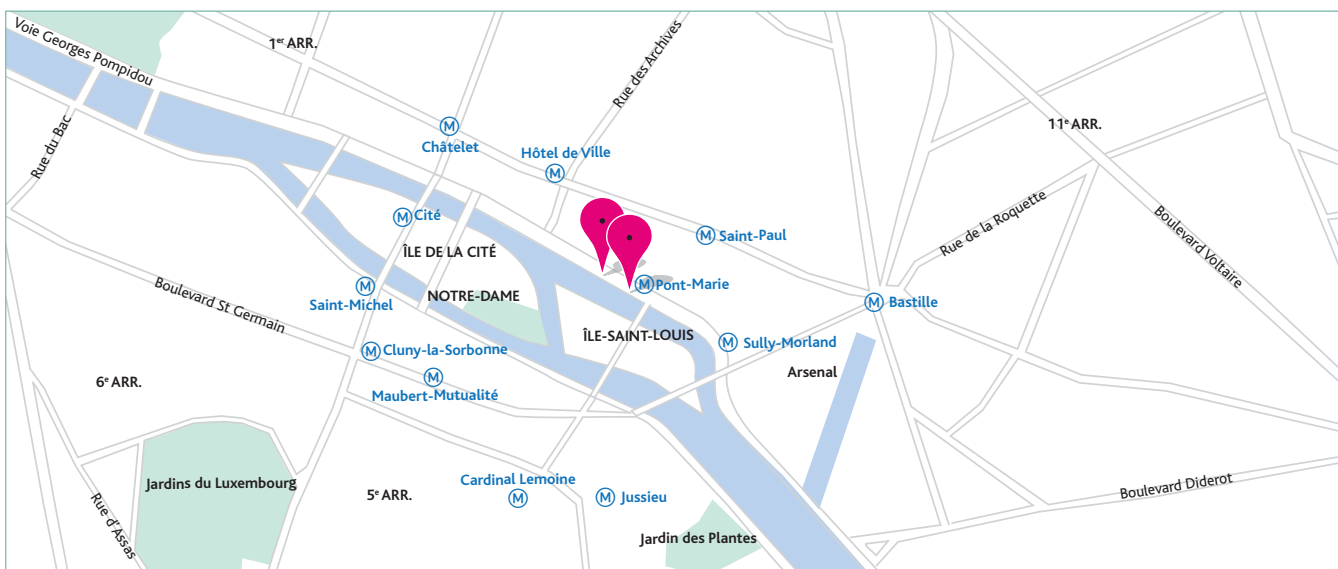 Voie Georges Pompidou
1er ARR.
Rue des Archives
11e ARR.
Rue du Bac
M
Châtelet
Hôtel de Ville
M
M Cité
ÎLE DE LA CITÉ
M Saint-Paul
Rue de la Roquette
Boulevard Voltaire
M
Saint-Michel
NOTRE-DAME
M Pont-Marie
M Bastille
Boulevard St Germain
ÎLE-SAINT-LOUIS
M Sully-Morland
M Cluny-la-Sorbonne
Arsenal
6e ARR.
M
Maubert-Mutualité
Jardins du Luxembourg
5e ARR.
Cardinal Lemoine
M
M Jussieu
Boulevard Diderot
Rue d'Assas
Jardin des Plantes